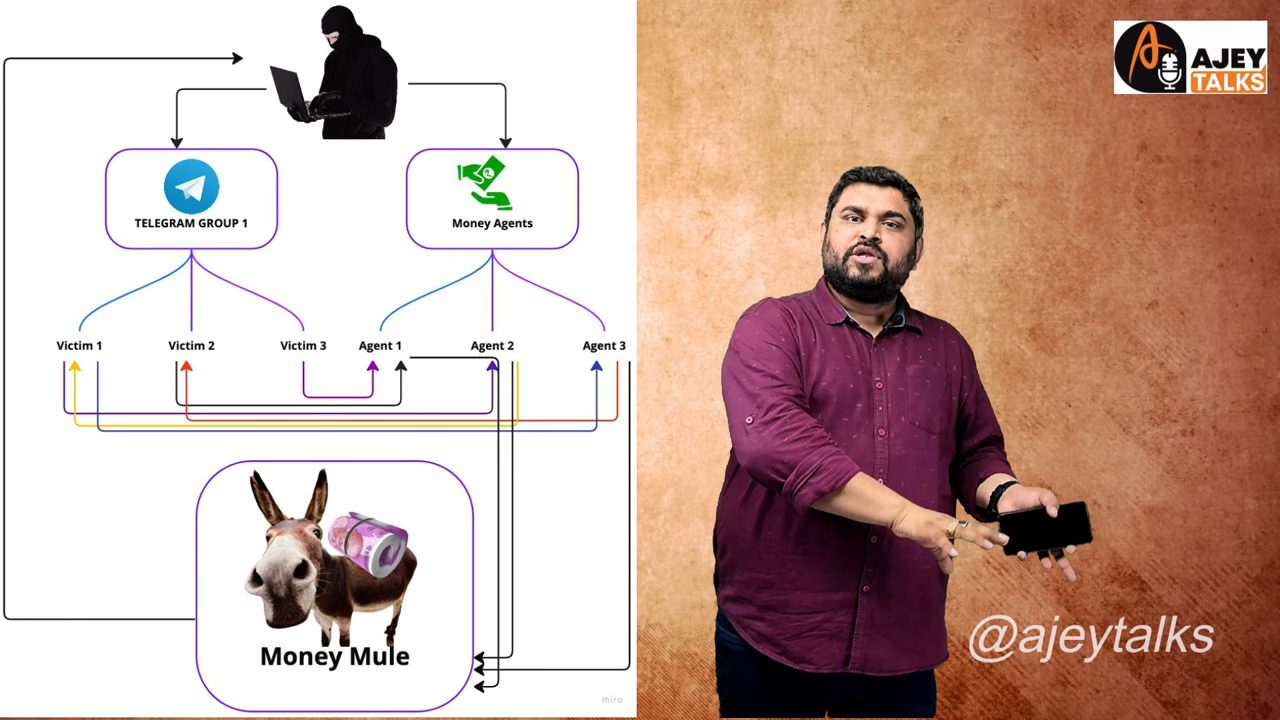 TELEGRAM GROUP 1
Money Agents
Victim 1
Victim 2
Victim 3
Agent 1
Agent 2
Agent 3
Money Mule
miro
AJEY
TALKS
@ajeytalks